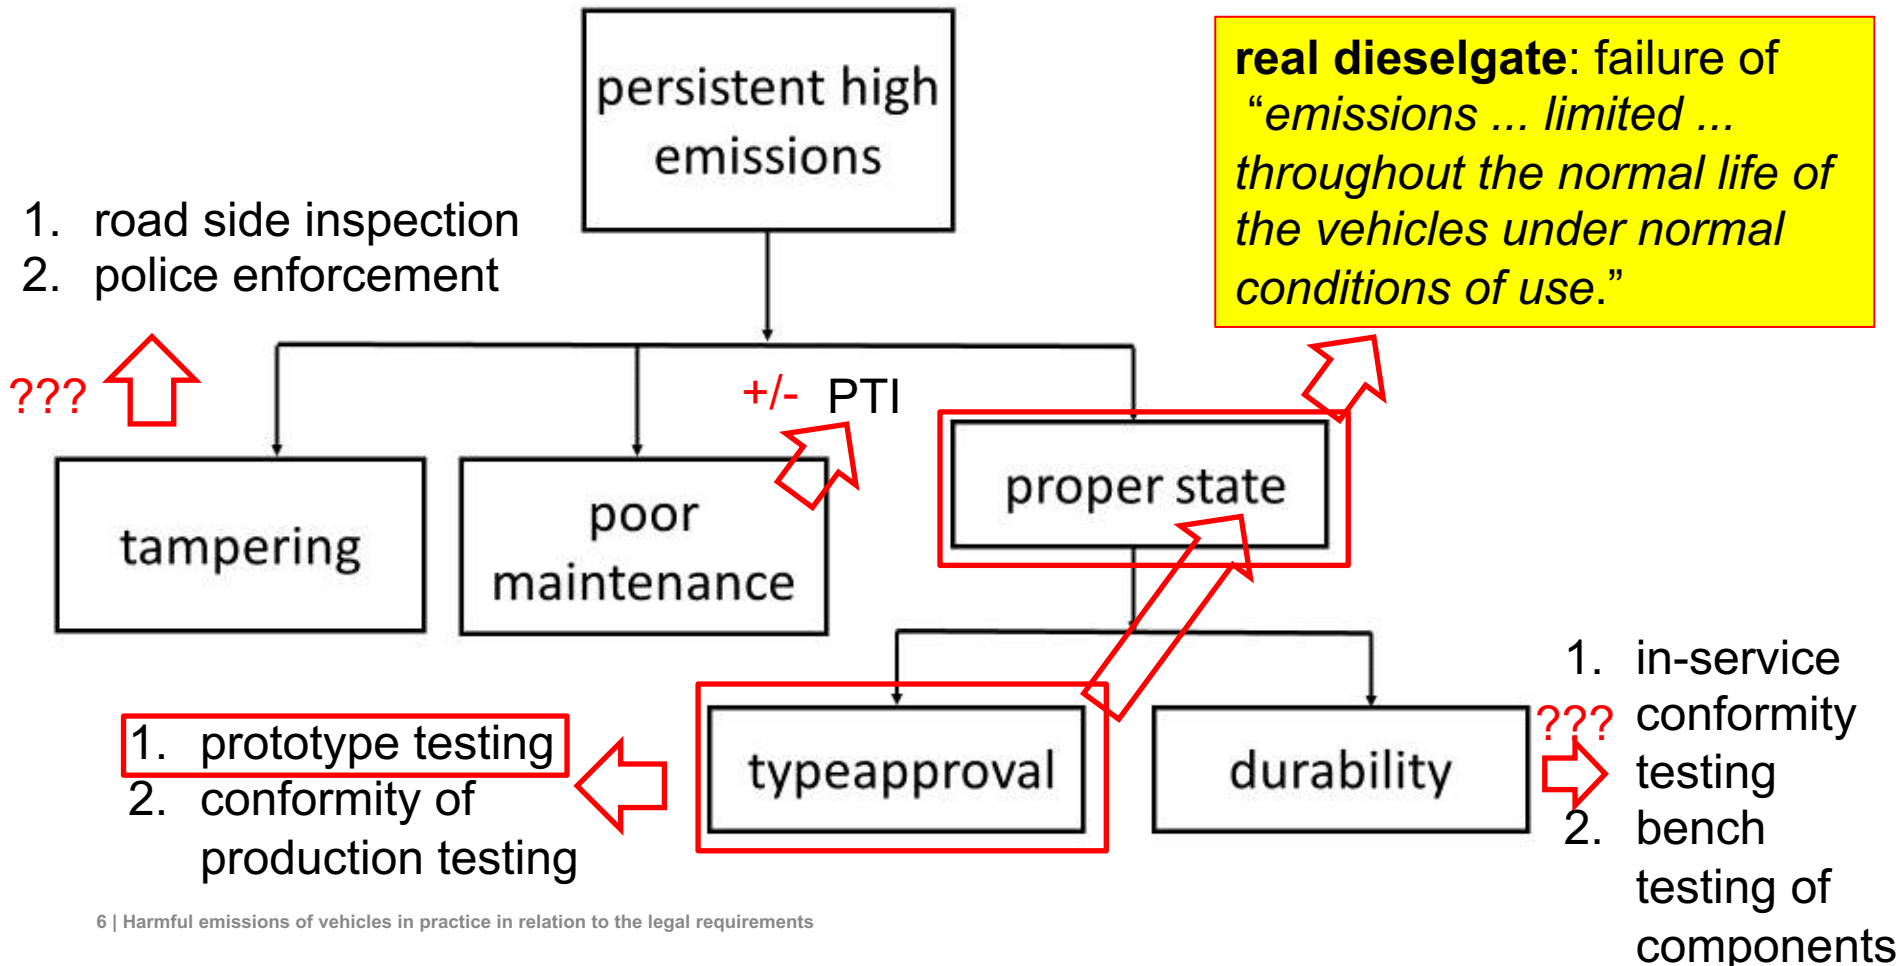 persistent high
emissions
real dieselgate: failure of
“emissions ... limited ...
throughout the normal life of
the vehicles under normal
conditions of use.”
1. road side inspection
2. police enforcement
???
+/- PTI
tampering
poor
maintenance
proper state
1. prototype testing
2. conformity of
production testing
typeapproval
durability
???
1. in-service
conformity
testing
2. bench
testing of
components
6 | Harmful emissions of vehicles in practice in relation to the legal requirements